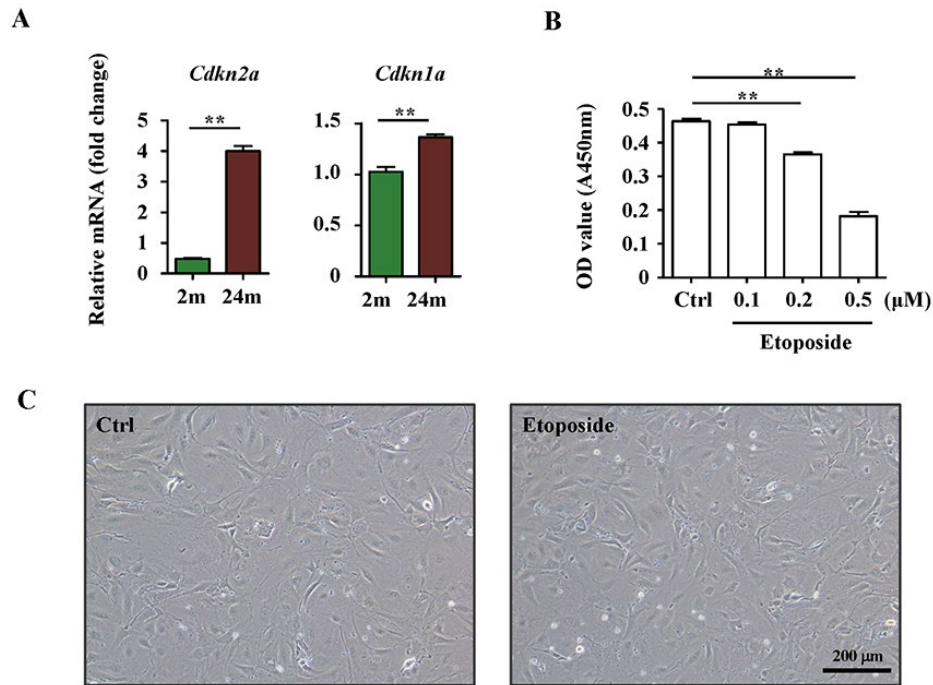 A
Cdkn2a
Cdkn1a
Relative mRNA (fold change)
**
5
4
3
2
1
0
2m 24m
**
1.5
1.0
0.5
0
2m 24m
B
**
**
OD value (A450nm)
0.5
0.4
0.3
0.2
0.1
0
Ctrl 0.1 0.2 0.5 (μM)
Etoposide
C
Ctrl
Etoposide
200 μm